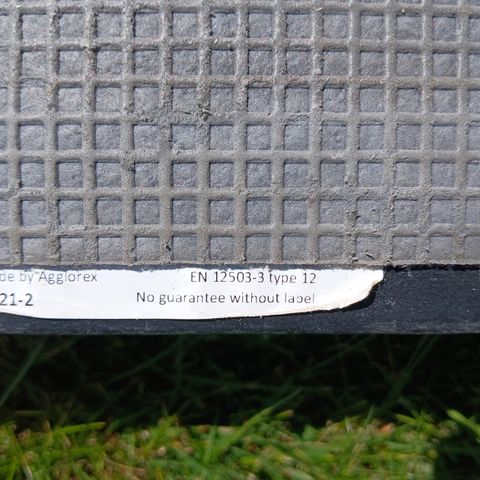 de by Agglorex
EN 12503-3 type 12
21-2
No guarantee without label